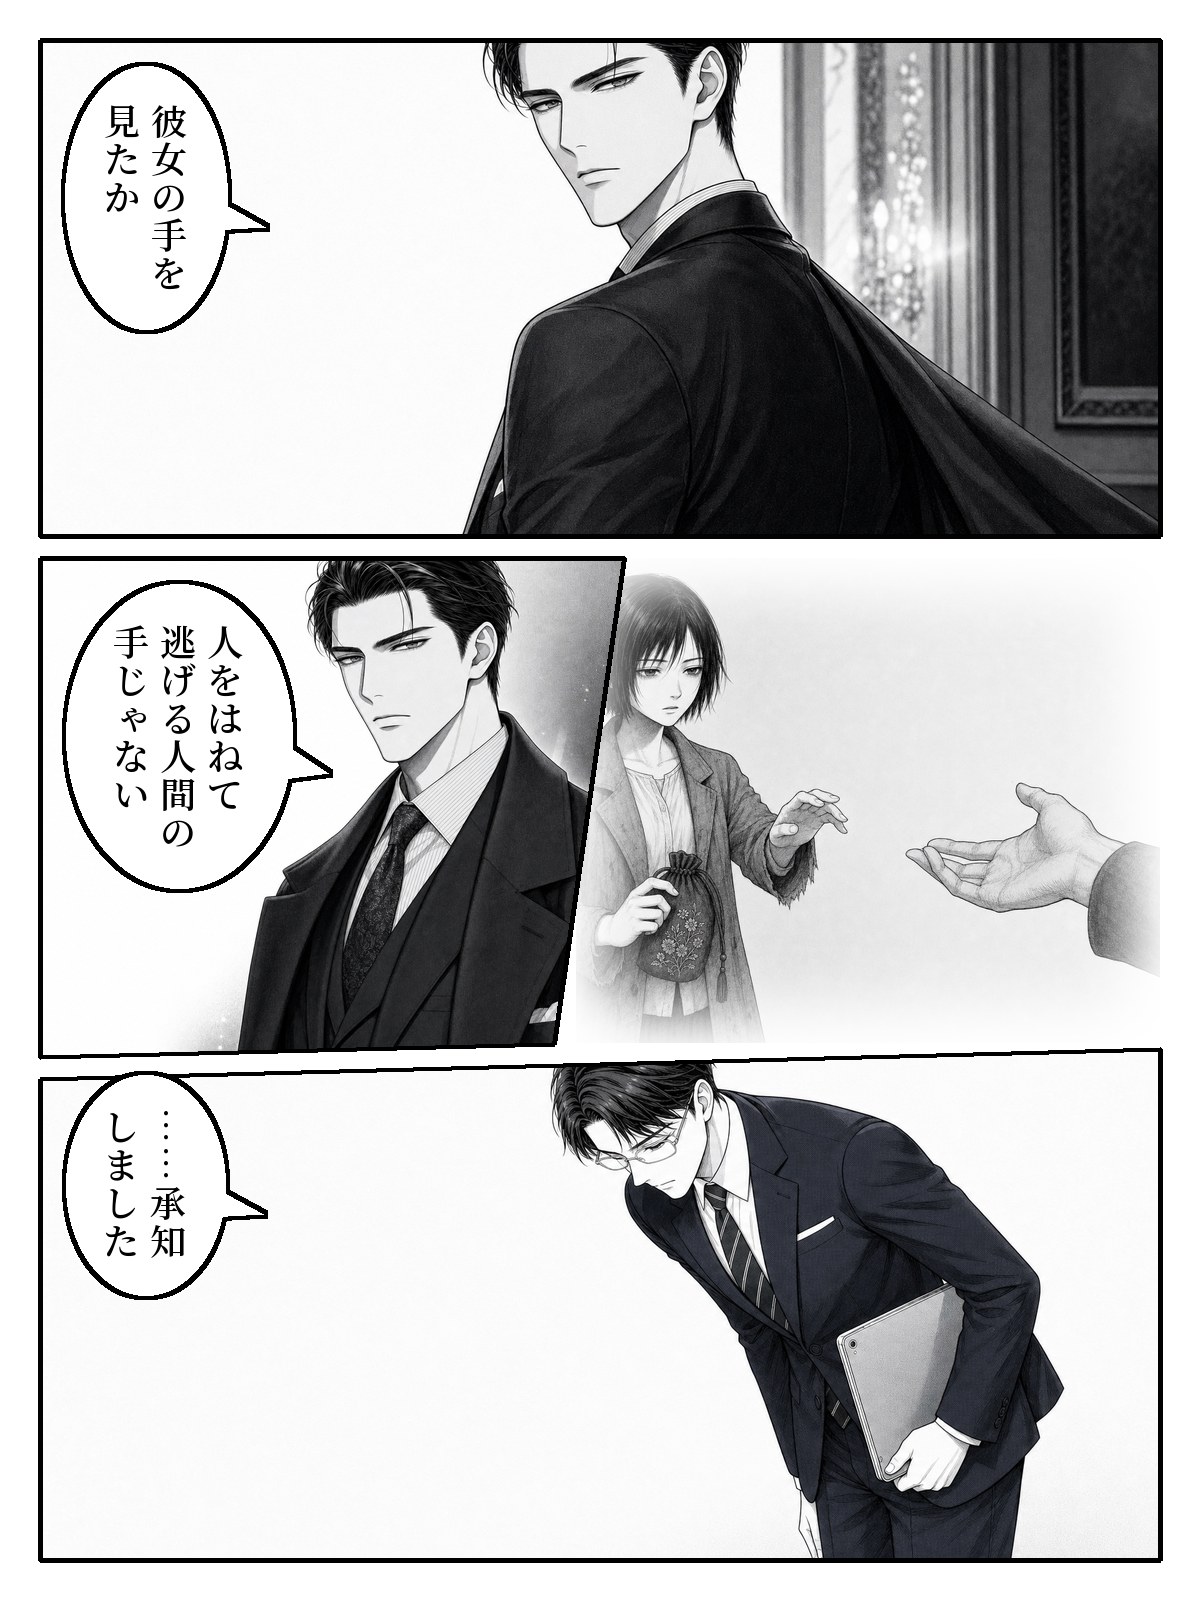 彼女の手を
見たか
人をはねて
逃げる人間の
手じゃない
……承知
しました